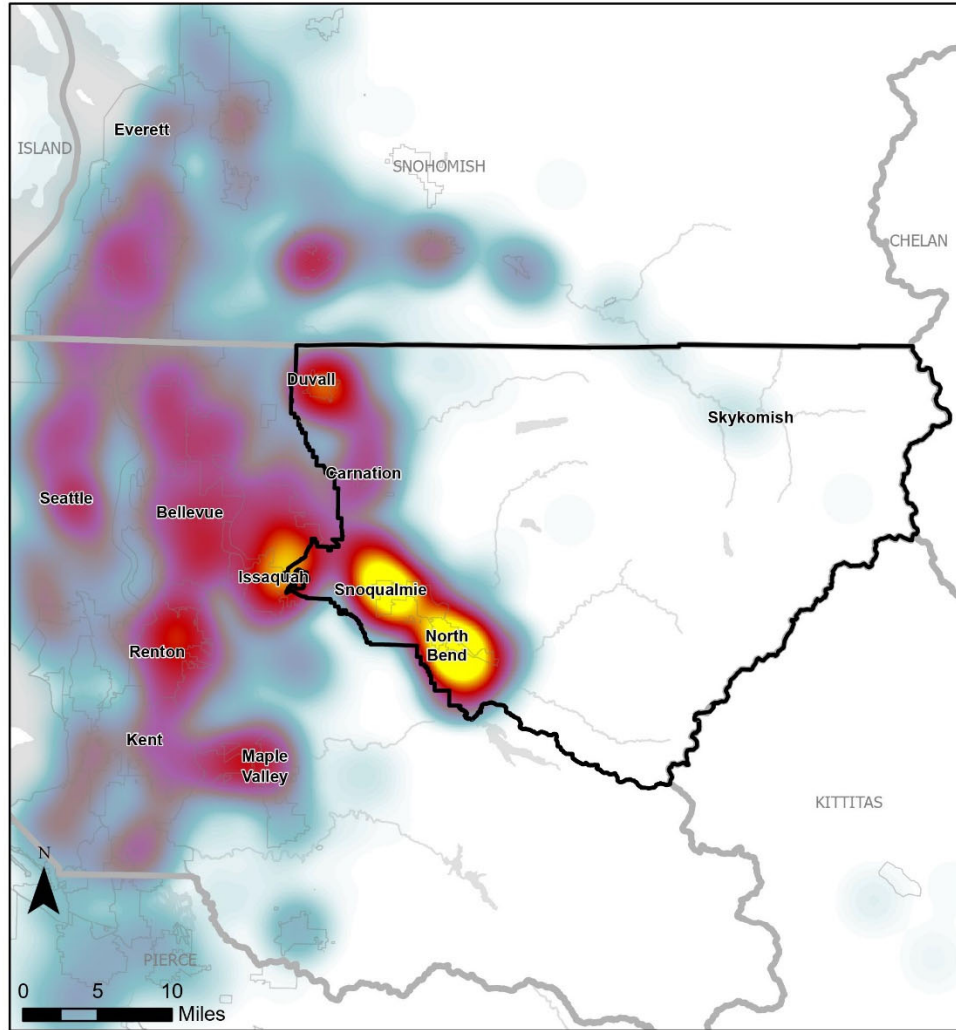 Everett
ISLAND
SNOHOMISH
CHELAN
Duvall
Skykomish
Carnation
Seattle
Bellevue
Issaquah
Snoqualmie
North
Bend
Renton
Kent
Maple
Valley
KITTITAS
N
PIERCE
0 5 10
Miles